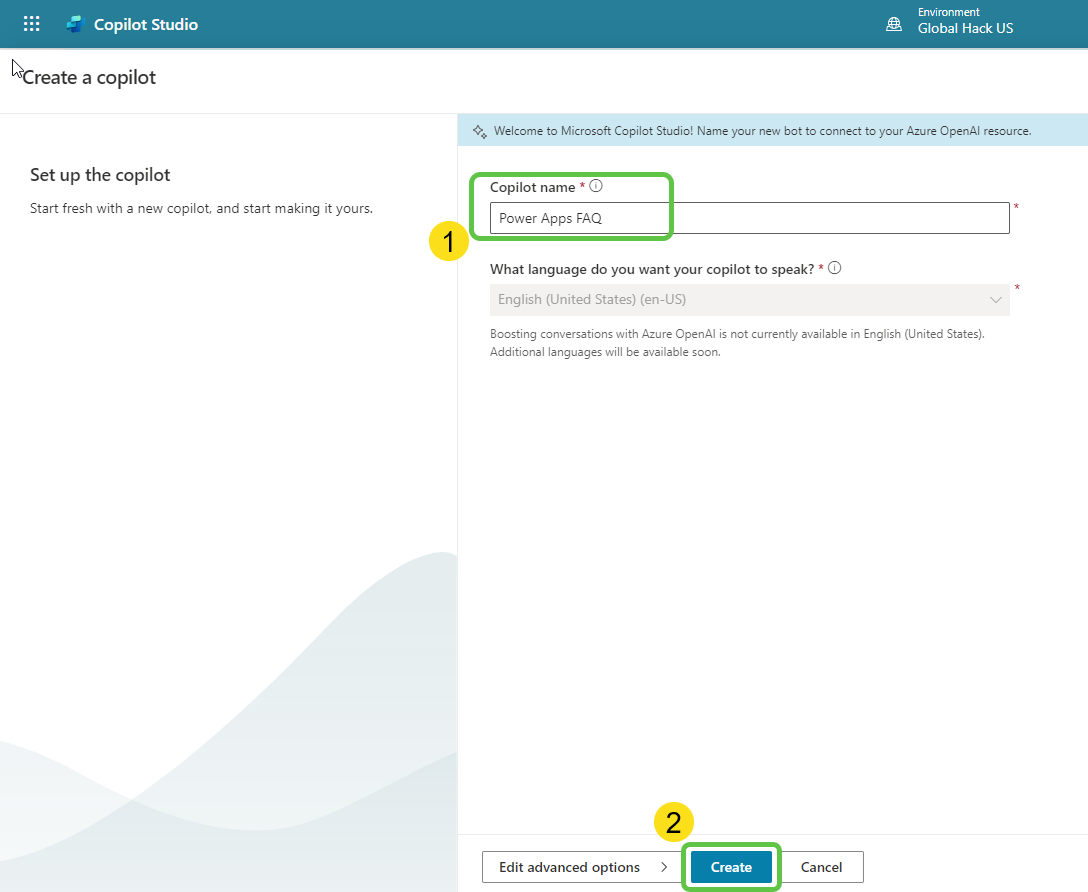 Copilot Studio
Environment
Global Hack US
Create a copilot
Set up the copilot
Start fresh with a new copilot, and start making it yours.
Welcome to Microsoft Copilot Studio! Name your new bot to connect to your Azure OpenAI resource.
Copilot name *
Power Apps FAQ
*
1
What language do you want your copilot to speak? *
English (United States) (en-US)
*
Boosting conversations with Azure OpenAI is not currently available in English (United States).
Additional languages will be available soon.
2
Edit advanced options
Create
Cancel